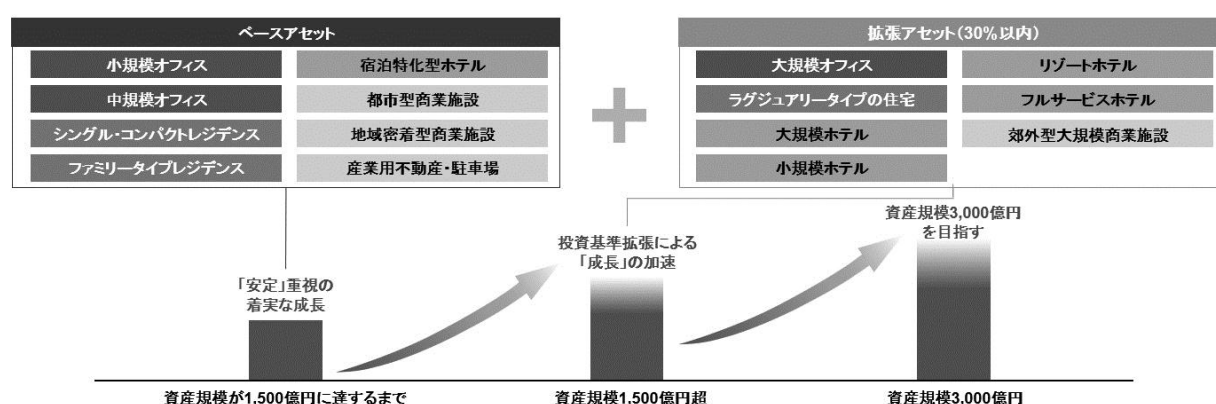 ベースアセット
小規模オフィス
中規模オフィス
シングル・コンパクトレジデンス
ファミリータイプレジデンス
宿泊特化型ホテル
都市型商業施設
地域密着型商業施設
産業用不動産・駐車場
+
拡張アセット(30%以内)
大規模オフィス
ラグジュアリータイプの住宅
大規模ホテル
小規模ホテル
リゾートホテル
フルサービスホテル
郊外型大規模商業施設
「安定」重視の
着実な成長
投資基準拡張による
「成長」の加速
資産規模3,000億円
を目指す
資産規模が1,500億円に達するまで
資産規模1,500億円超
資産規模3,000億円